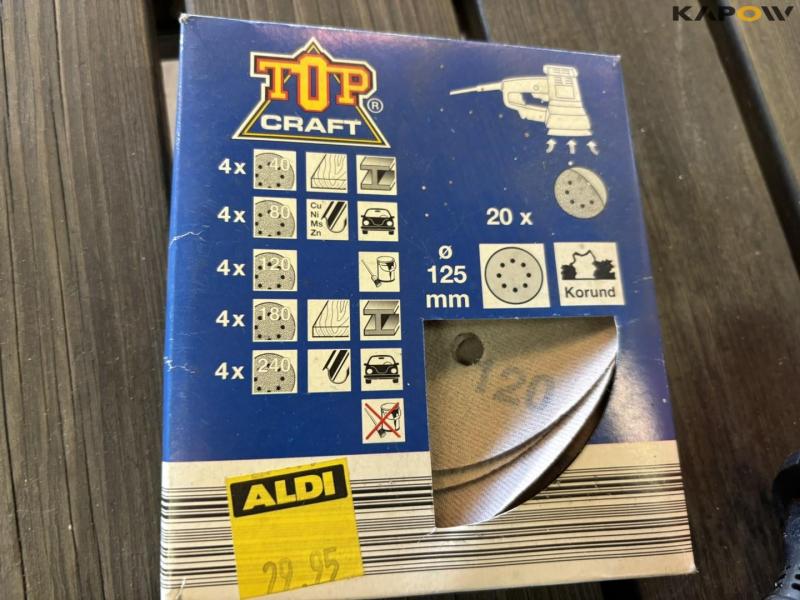 KAPOW
TOP
CRAFT
®
4x 40
4x 80
Cu
Ni
Ms
Zn
4x 120
4x 180
4x 240
20 x
Ø
125
mm
Korund
120
ALDI
29.95